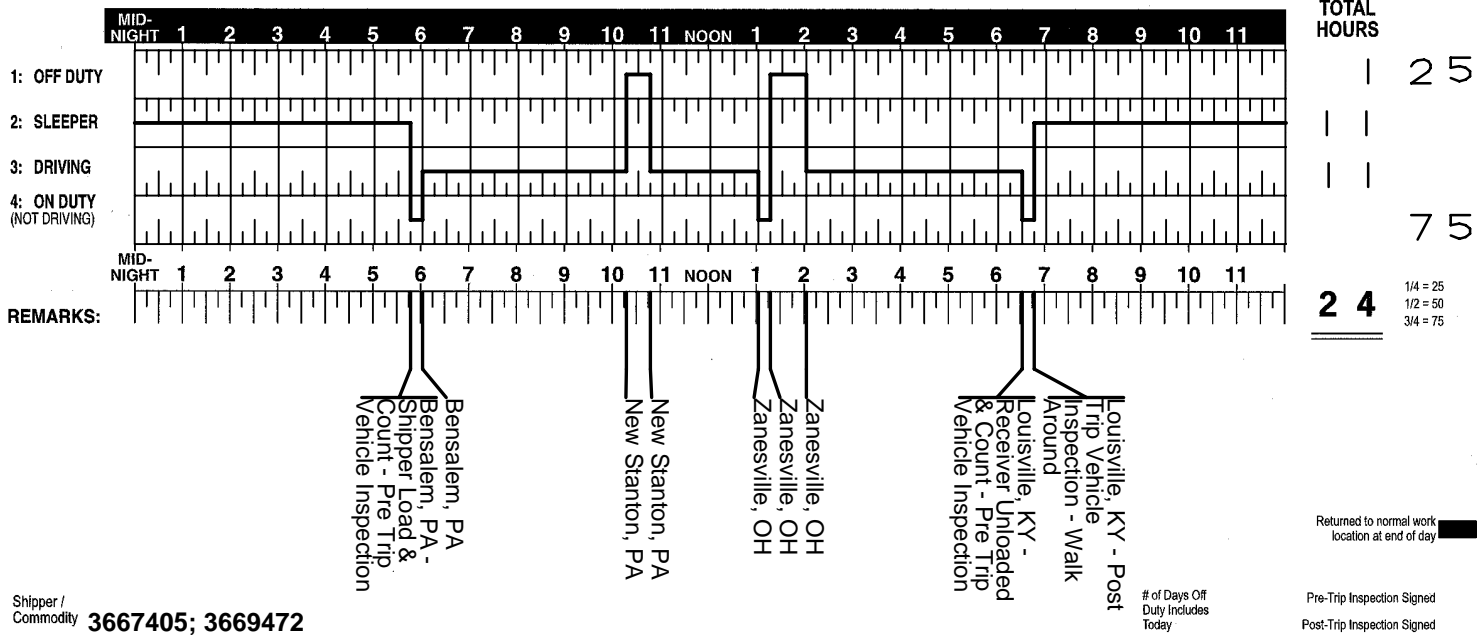 MID-
NIGHT 1 2 3 4 5 6 7 8 9 10 11 NOON 1 2 3 4 5 6 7 8 9 10 11
TOTAL
HOURS
1: OFF DUTY
1 25
2: SLEEPER
1 1
3: DRIVING
1 1
4: ON DUTY
(NOT DRIVING)
75
MID-
NIGHT 1 2 3 4 5 6 7 8 9 10 11 NOON 1 2 3 4 5 6 7 8 9 10 11
REMARKS:
2 4
1/4 = 25
1/2 = 50
3/4 = 75
Bensalem, PA
Bensalem, PA -
Shipper Load &
Count - Pre Trip
Vehicle Inspection
New Stanton, PA
New Stanton, PA
Zanesville, OH
Zanesville, OH
Zanesville, OH
Louisville, KY -
Receiver Unloaded
& Count - Pre Trip
Vehicle Inspection
Louisville, KY - Post
Trip Vehicle
Inspection - Walk
Around
Returned to normal work
location at end of day
Shipper /
Commodity 3667405; 3669472
# of Days Off
Duty Includes
Today
Pre-Trip Inspection Signed
Post-Trip Inspection Signed